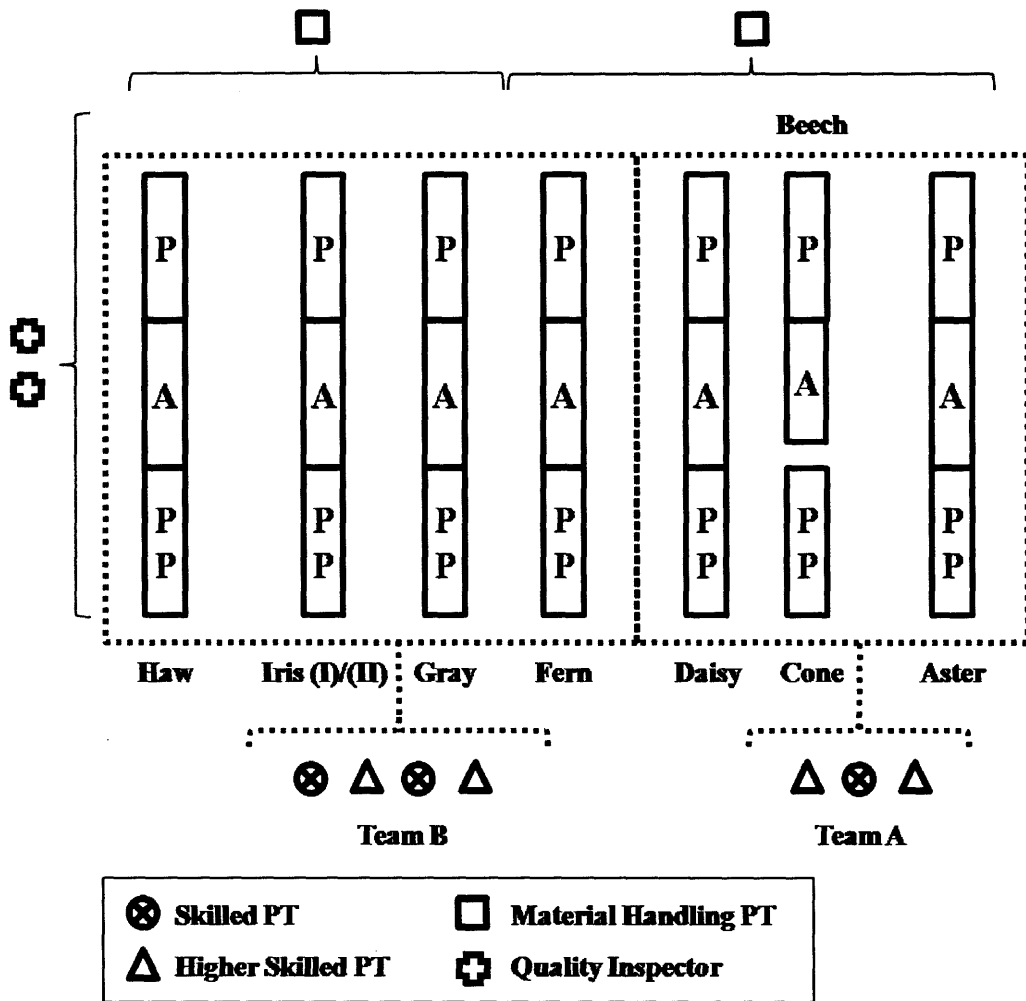 Beech
P P P P P P P
A A A A A A A
P P P P P P P
P P P P P P P
Haw Iris (I)/(II) Gray Fern Daisy Cone Aster
Team B Team A
Skilled PT Material Handling PT
Higher Skilled PT Quality Inspector